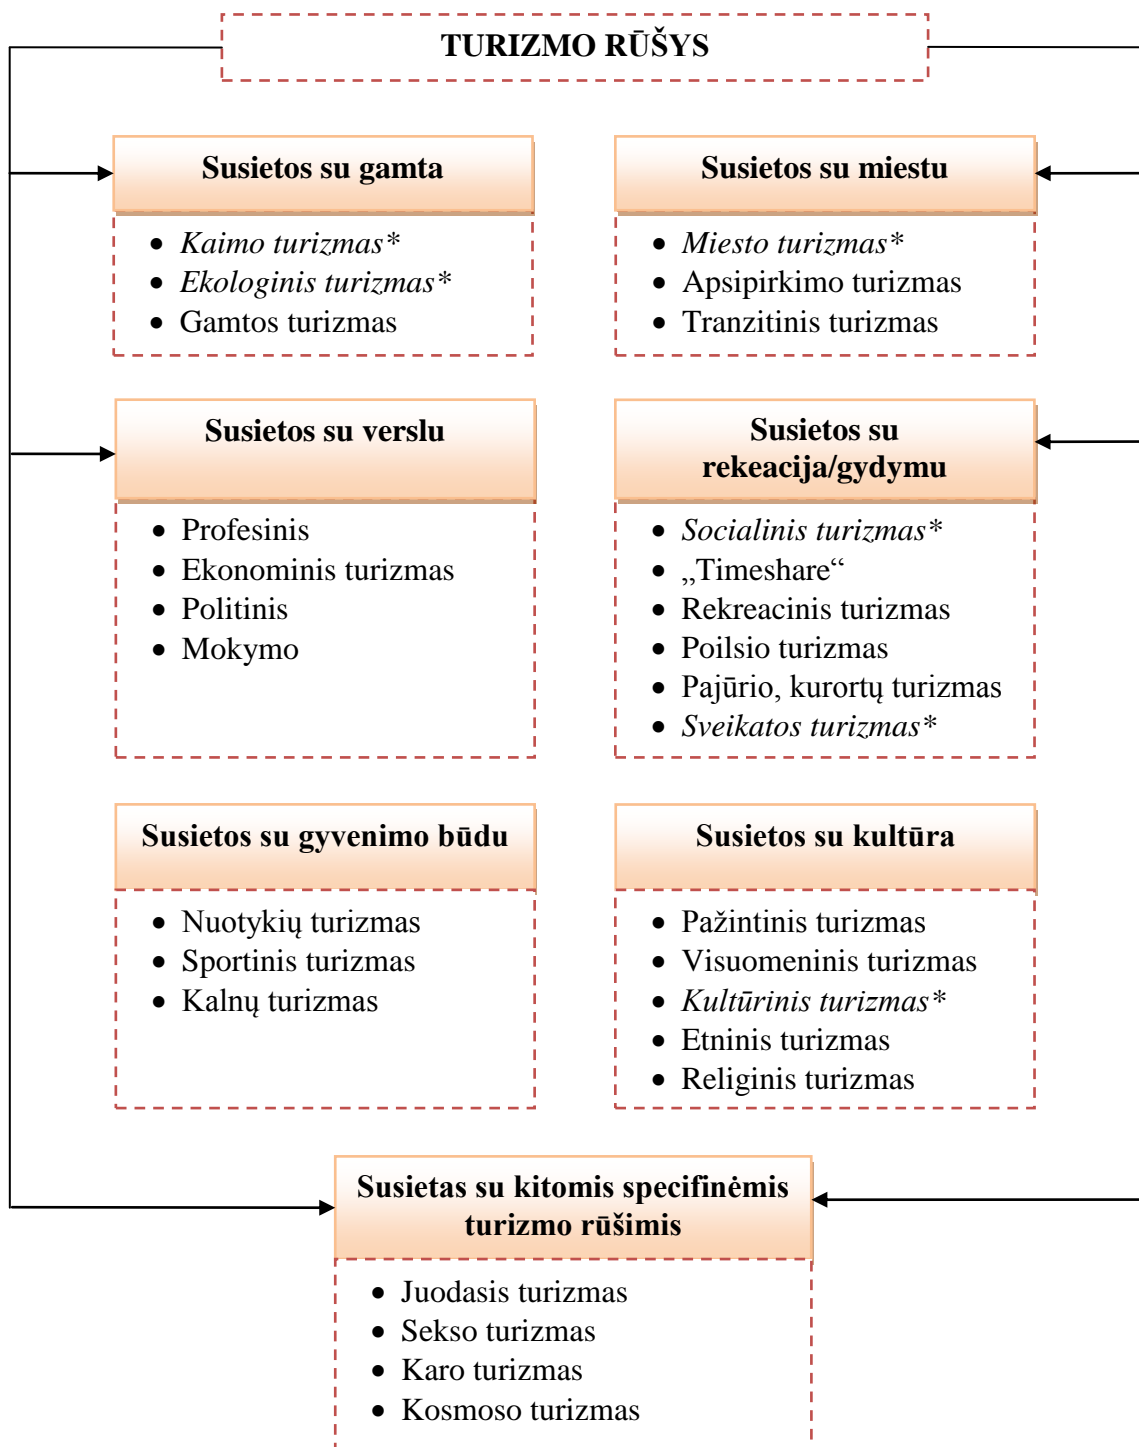 TURIZMO RŪŠYS
Susietos su gamta
• Kaimo turizmas*
• Ekologinis turizmas*
• Gamtos turizmas
Susietos su miestu
• Miesto turizmas*
• Apsipirkimo turizmas
• Tranzitinis turizmas
Susietos su verslu
• Profesinis
• Ekonominis turizmas
• Politinis
• Mokymo
Susietos su
rekeacija/gydymu
• Socialinis turizmas*
• „Timeshare“
• Rekreacinis turizmas
• Poilsio turizmas
• Pajūrio, kurortų turizmas
• Sveikatos turizmas*
Susietos su gyvenimo būdu
• Nuotykių turizmas
• Sportinis turizmas
• Kalnų turizmas
Susietos su kultūra
• Pažintinis turizmas
• Visuomeninis turizmas
• Kultūrinis turizmas*
• Etninis turizmas
• Religinis turizmas
Susietas su kitomis specifinėmis
turizmo rūšimis
• Juodasis turizmas
• Sekso turizmas
• Karo turizmas
• Kosmoso turizmas